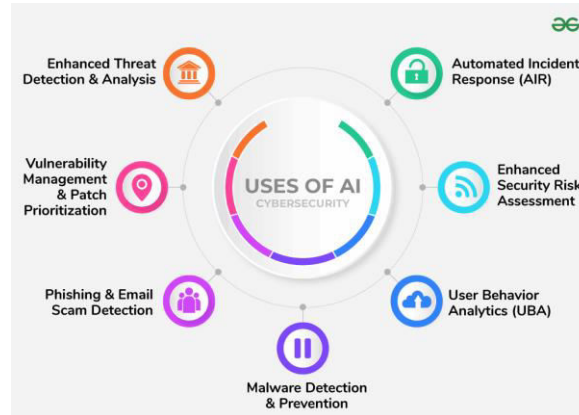 Enhanced Threat
Detection & Analysis
Automated Incident
Response (AIR)
Vulnerability
Management
& Patch
Prioritization
USES OF AI
CYBERSECURITY
Enhanced
Security Risk
Assessment
Phishing & Email
Scam Detection
User Behavior
Analytics (UBA)
Malware Detection
& Prevention